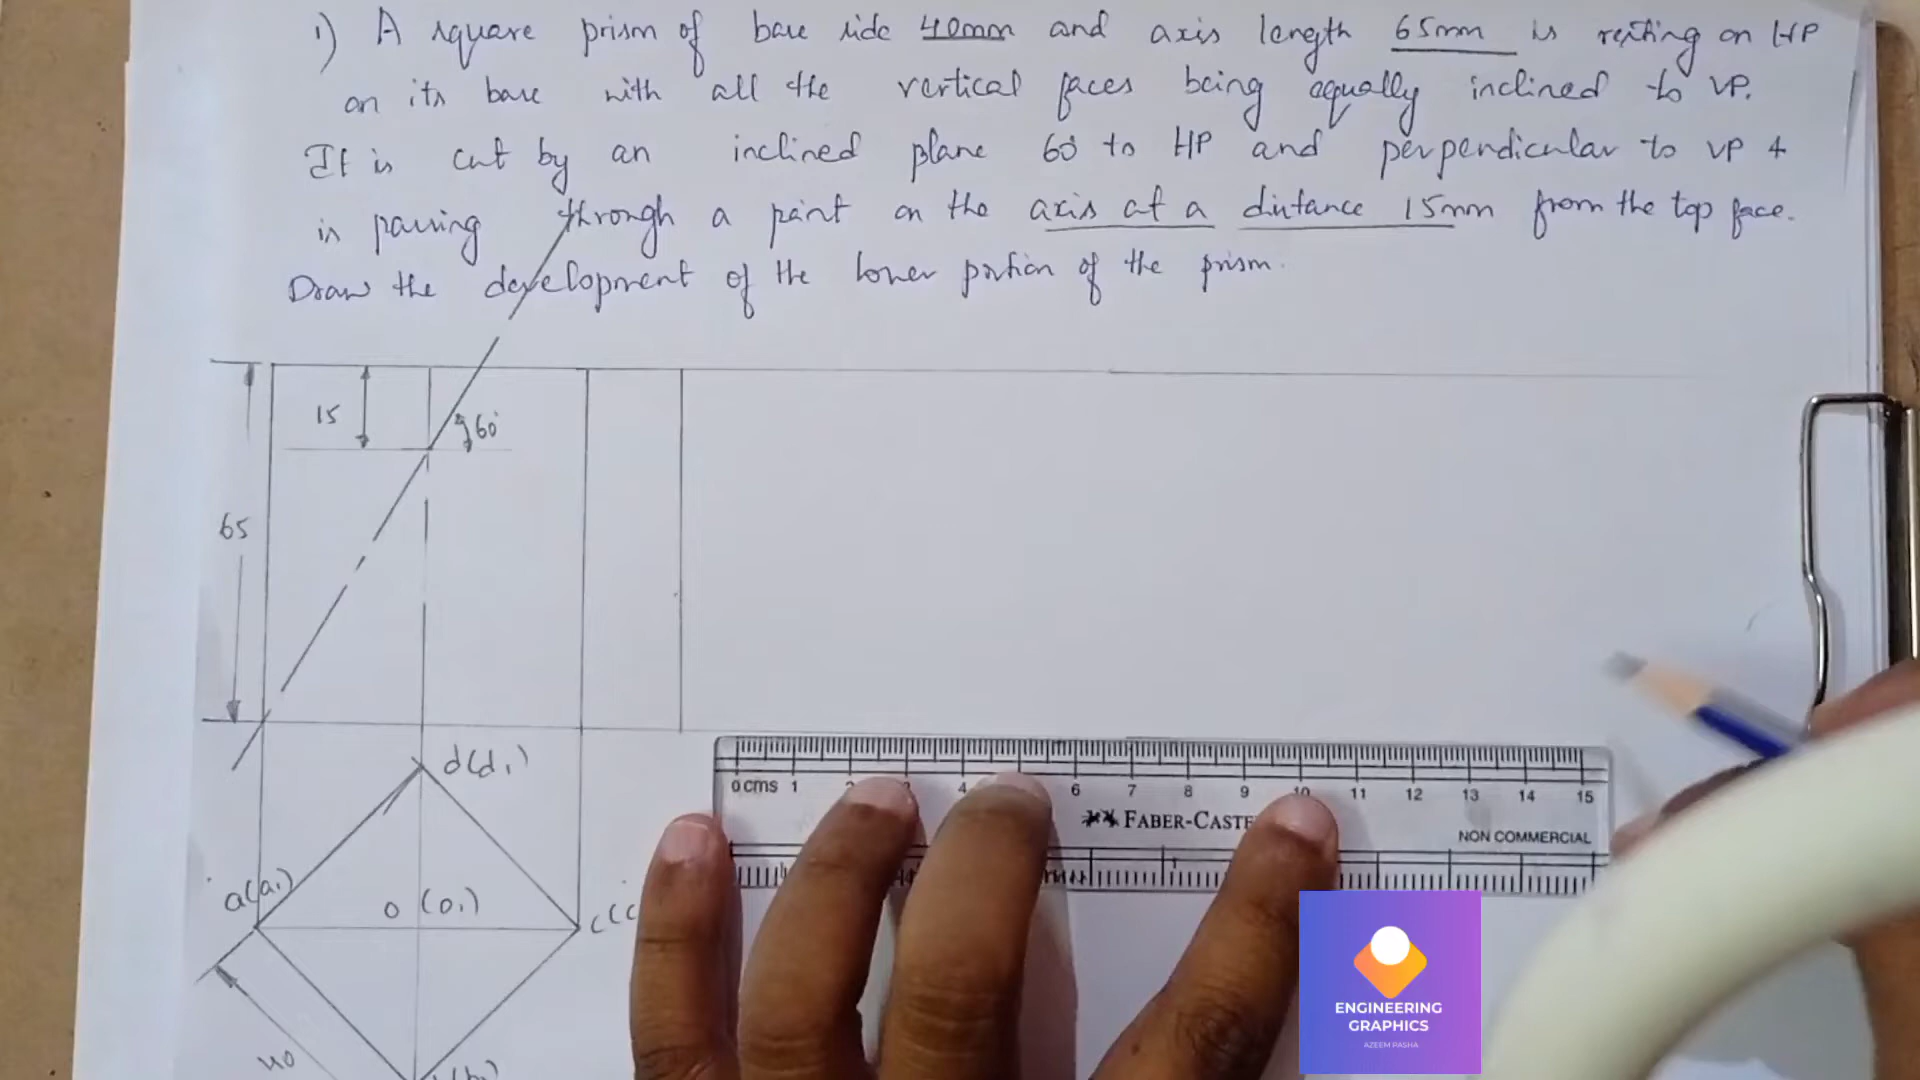 1) A square prism of base side 40mm and axis length 65mm is resting on HP
on its base with all the vertical faces being equally inclined to VP.
It is cut by an inclined plane 60° to HP and perpendicular to VP &
is passing through a point on the axis at a distance 15mm from the top face.
Draw the development of the lower portion of the prism.
15
60°
65
d(d₁)
a(a₁)
o (o₁)
c(c
40
(b₁)
0 cms 1 4 6 7 8 9 10 11 12 13 14 15
FABER-CASTE
NON COMMERCIAL
ENGINEERING
GRAPHICS
AZEEM PASHA